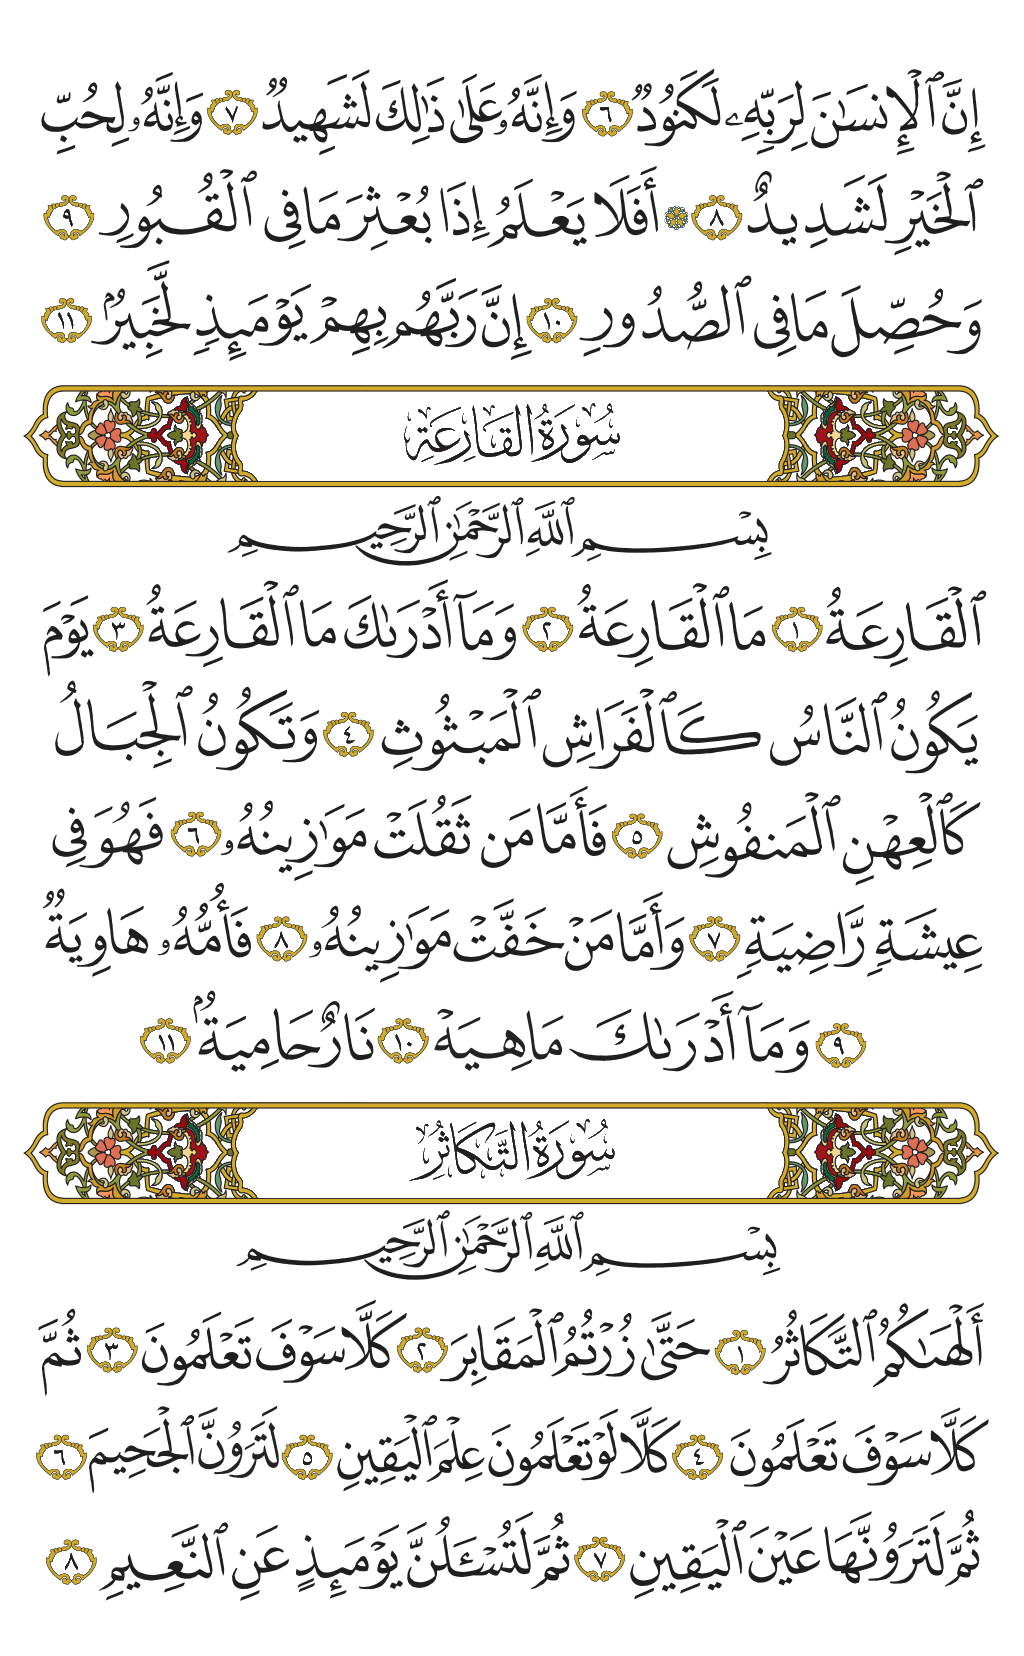 إِنَّ ٱلْإِنسَـٰنَ لِرَبِّهِۦ لَكَنُودٌۭ ٦ وَإِنَّهُۥ عَلَىٰ ذَٰلِكَ لَشَهِيدٌۭ ٧ وَإِنَّهُۥ لِحُبِّ
ٱلْخَيْرِ لَشَدِيدٌ ٨ ۞ أَفَلَا يَعْلَمُ إِذَا بُعْثِرَ مَا فِى ٱلْقُبُورِ ٩
وَحُصِّلَ مَا فِى ٱلصُّدُورِ ١٠ إِنَّ رَبَّهُم بِهِمْ يَوْمَئِذٍۢ لَّخَبِيرٌۢ ١١
سُورَةُ القَارِعَةِ
بِسْمِ ٱللَّهِ ٱلرَّحْمَـٰنِ ٱلرَّحِيمِ
ٱلْقَارِعَةُ ١ مَا ٱلْقَارِعَةُ ٢ وَمَآ أَدْرَىٰكَ مَا ٱلْقَارِعَةُ ٣ يَوْمَ
يَكُونُ ٱلنَّاسُ كَٱلْفَرَاشِ ٱلْمَبْثُوثِ ٤ وَتَكُونُ ٱلْجِبَالُ
كَٱلْعِهْنِ ٱلْمَنفُوشِ ٥ فَأَمَّا مَن ثَقُلَتْ مَوَٰزِينُهُۥ ٦ فَهُوَ فِى
عِيشَةٍۢ رَّاضِيَةٍۢ ٧ وَأَمَّا مَنْ خَفَّتْ مَوَٰزِينُهُۥ ٨ فَأُمُّهُۥ هَاوِيَةٌۭ
٩ وَمَآ أَدْرَىٰكَ مَا هِيَهْ ١٠ نَارٌ حَامِيَةٌۢ ١١
سُورَةُ التَّكَاثُرِ
بِسْمِ ٱللَّهِ ٱلرَّحْمَـٰنِ ٱلرَّحِيمِ
أَلْهَىٰكُمُ ٱلتَّكَاثُرُ ١ حَتَّىٰ زُرْتُمُ ٱلْمَقَابِرَ ٢ كَلَّا سَوْفَ تَعْلَمُونَ ٣ ثُمَّ
كَلَّا سَوْفَ تَعْلَمُونَ ٤ كَلَّا لَوْ تَعْلَمُونَ عِلْمَ ٱلْيَقِينِ ٥ لَتَرَوُنَّ ٱلْجَحِيمَ ٦
ثُمَّ لَتَرَوُنَّهَا عَيْنَ ٱلْيَقِينِ ٧ ثُمَّ لَتُسْـَٔلُنَّ يَوْمَئِذٍ عَنِ ٱلنَّعِيمِ ٨